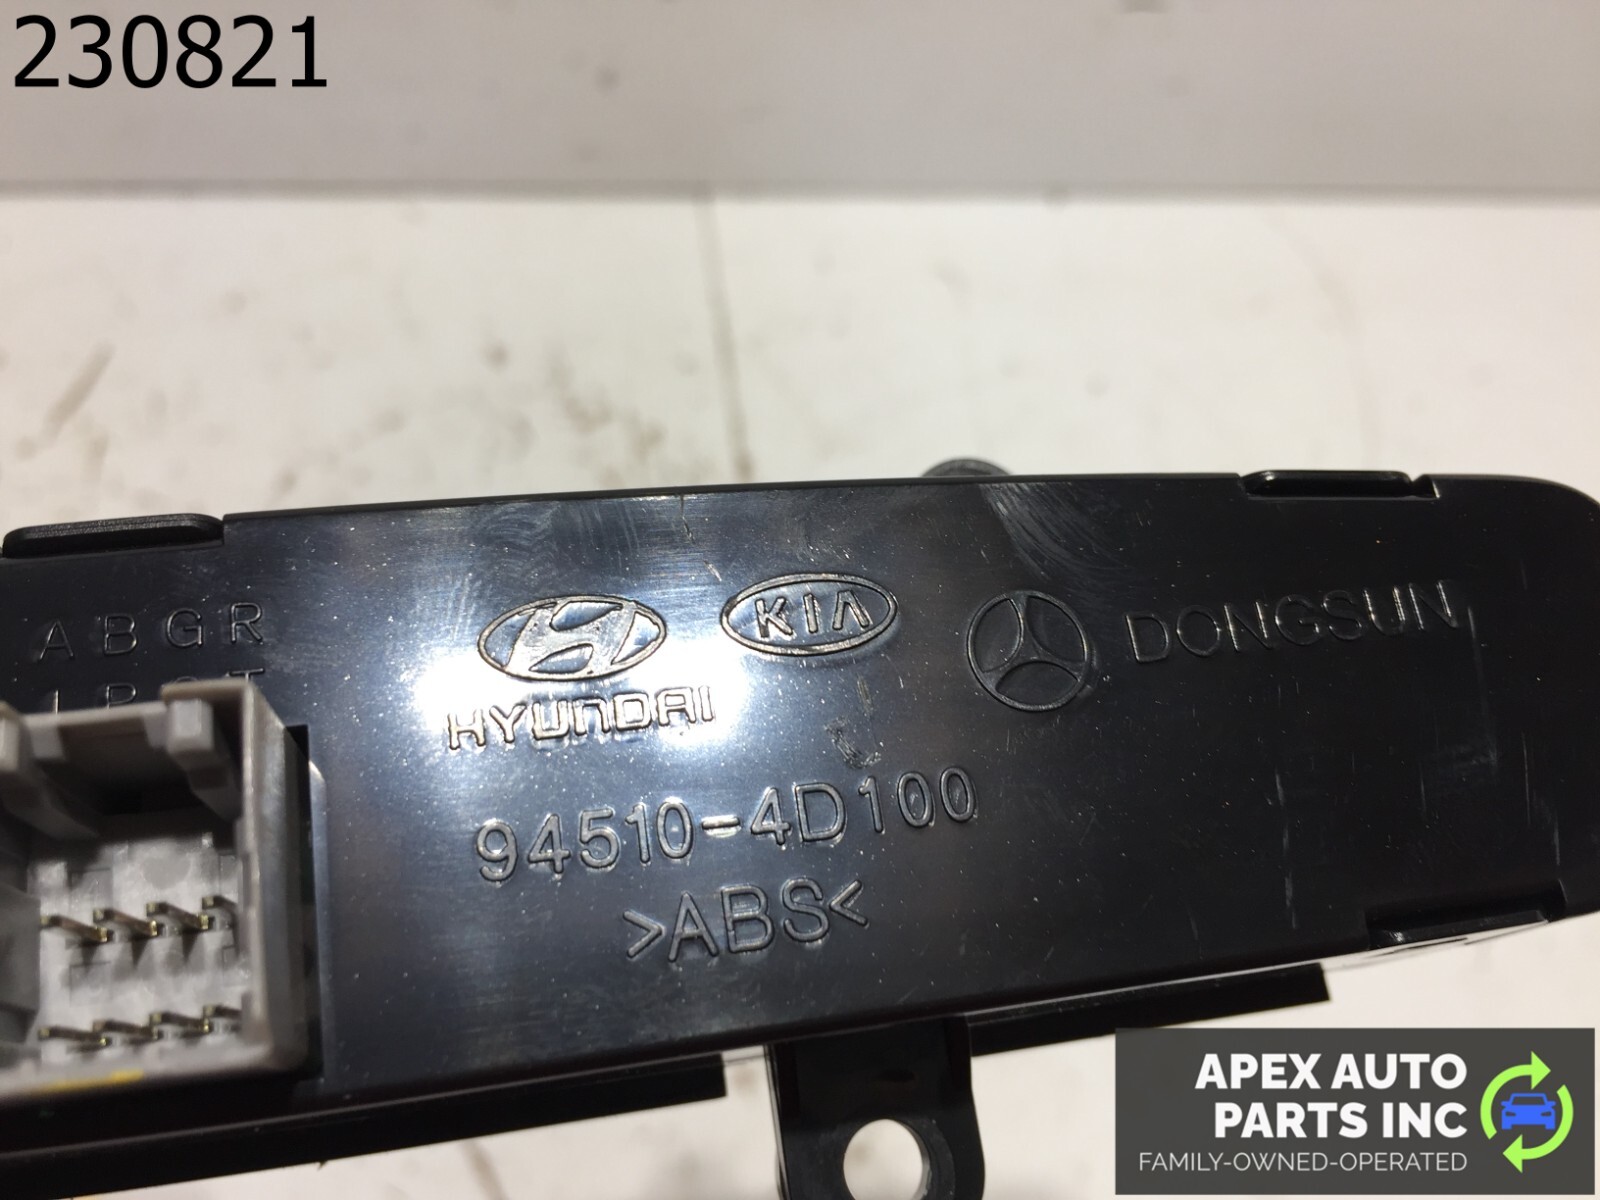 230821
ABGR
HYUNDAI
KIA
DONGSUN
94510-4D100
>ABS<
APEX AUTO
PARTS INC
FAMILY-OWNED-OPERATED